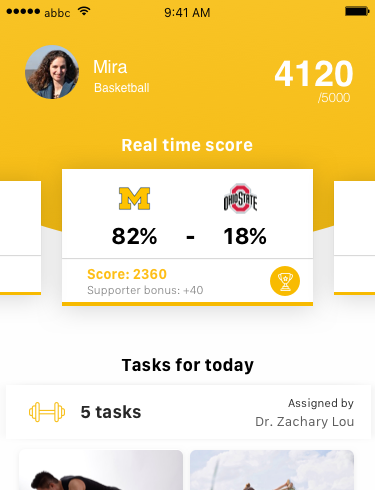 abbc 9:41 AM
Mira
Basketball
4120
/5000
Real time score
M
OHIO STATE
82% - 18%
Score: 2360
Supporter bonus: +40
Tasks for today
5 tasks
Assigned by
Dr. Zachary Lou